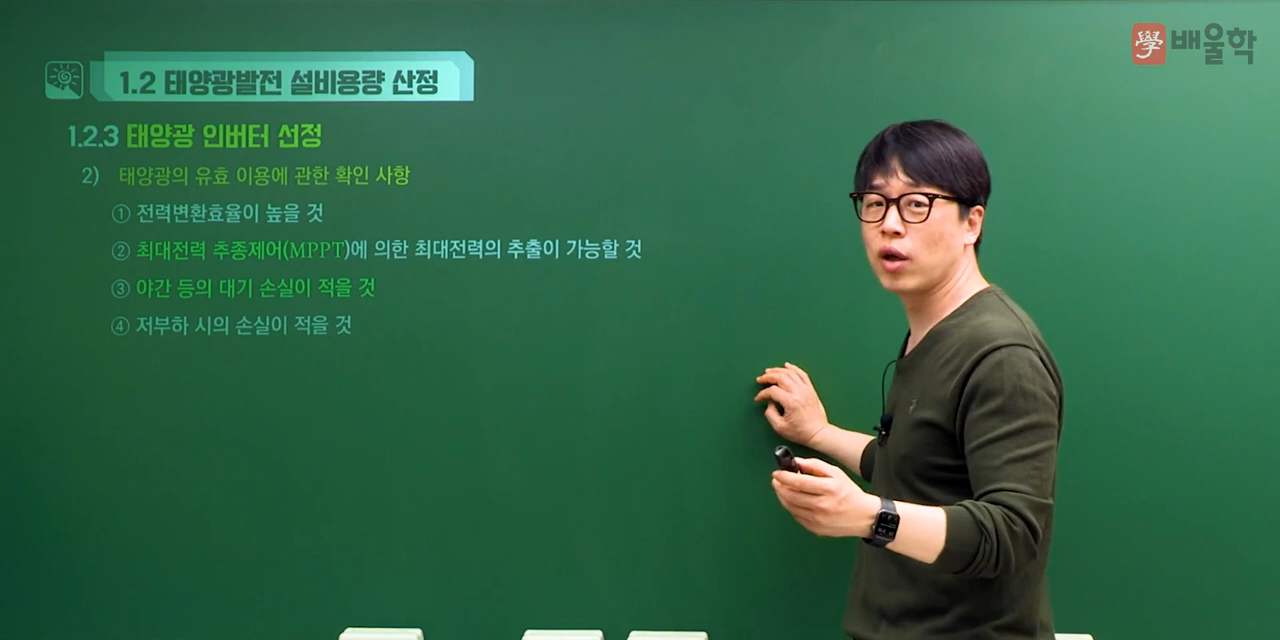 學 배울학
1.2 태양광발전 설비용량 산정
1.2.3 태양광 인버터 선정
2) 태양광의 유효 이용에 관한 확인 사항
① 전력변환효율이 높을 것
② 최대전력 추종제어(MPPT)에 의한 최대전력의 추출이 가능할 것
③ 야간 등의 대기 손실이 적을 것
④ 저부하 시의 손실이 적을 것